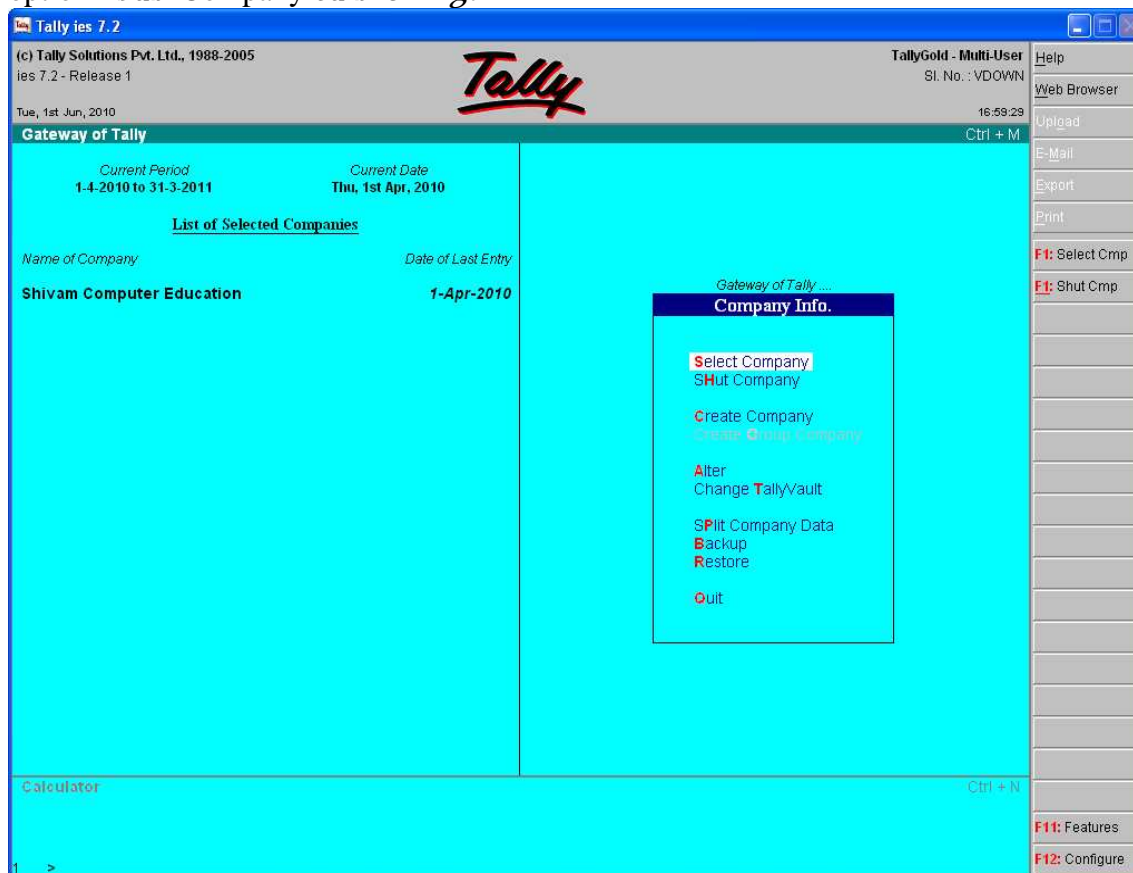 Tally ies 7.2
(c) Tally Solutions Pvt. Ltd., 1988-2005
ies 7.2 - Release 1
Tue, 1st Jun, 2010
Tally
TallyGold - Multi-User
Sl. No. : VDOWN
16:59:29
Gateway of Tally
Ctrl + M
Current Period
1-4-2010 to 31-3-2011
Current Date
Thu, 1st Apr, 2010
List of Selected Companies
Name of Company
Date of Last Entry
Shivam Computer Education
1-Apr-2010
Gateway of Tally ....
Company Info.
Select Company
SHut Company
Create Company
Create Group Company
Alter
Change TallyVault
SPlit Company Data
Backup
Restore
Quit
Calculator
Ctrl + N
1 >
Help
Web Browser
Upload
E-Mail
Export
Print
F1: Select Cmp
F1: Shut Cmp
F11: Features
F12: Configure